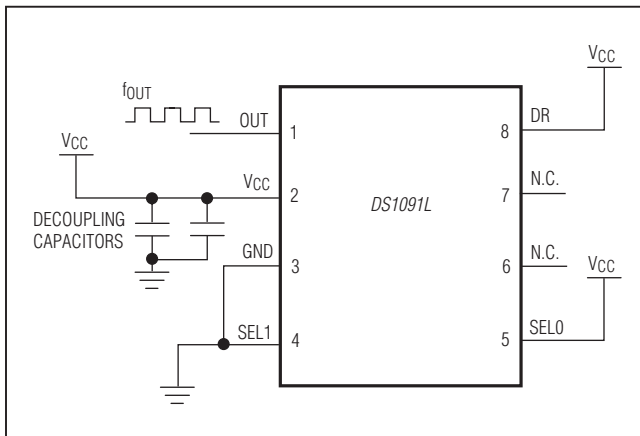 VCC
fOUT
OUT
1
8
DR
VCC
VCC
2
DS1091L
7
N.C.
DECOUPLING
CAPACITORS
GND
3
6
N.C.
VCC
SEL1
4
5
SEL0